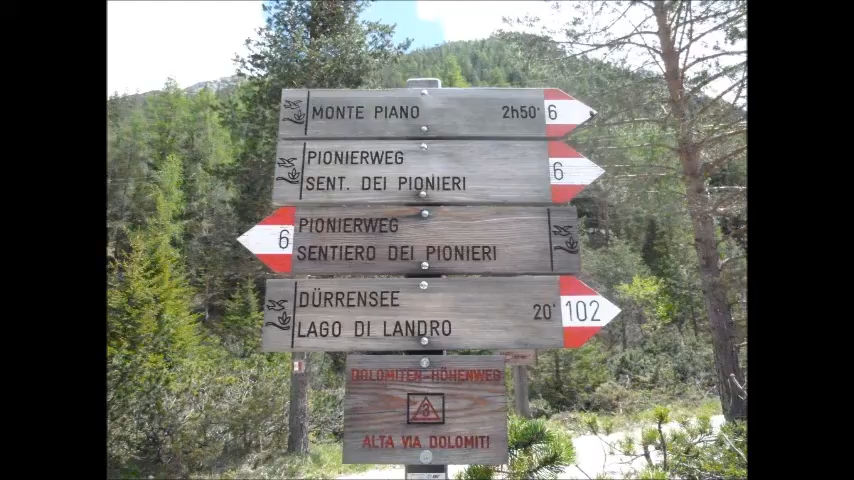 MONTE PIANO 2h50' 6
PIONIERWEG
SENT. DEI PIONIERI 6
PIONIERWEG
6 SENTIERO DEI PIONIERI
DÜRRENSEE
LAGO DI LANDRO 20' 102
DOLOMITEN-HÖHENWEG
3
ALTA VIA DOLOMITI